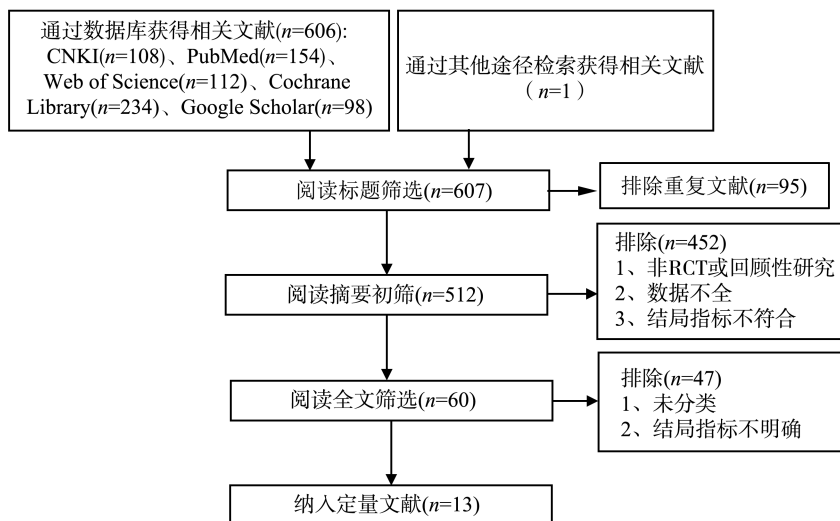 通过数据库获得相关文献(n=606):
CNKI(n=108)、PubMed(n=154)、
Web of Science(n=112)、Cochrane
Library(n=234)、Google Scholar(n=98)
通过其他途径检索获得相关文献
（n=1）
阅读标题筛选(n=607)
排除重复文献(n=95)
阅读摘要初筛(n=512)
排除(n=452)
1、非RCT或回顾性研究
2、数据不全
3、结局指标不符合
阅读全文筛选(n=60)
排除(n=47)
1、未分类
2、结局指标不明确
纳入定量文献(n=13)